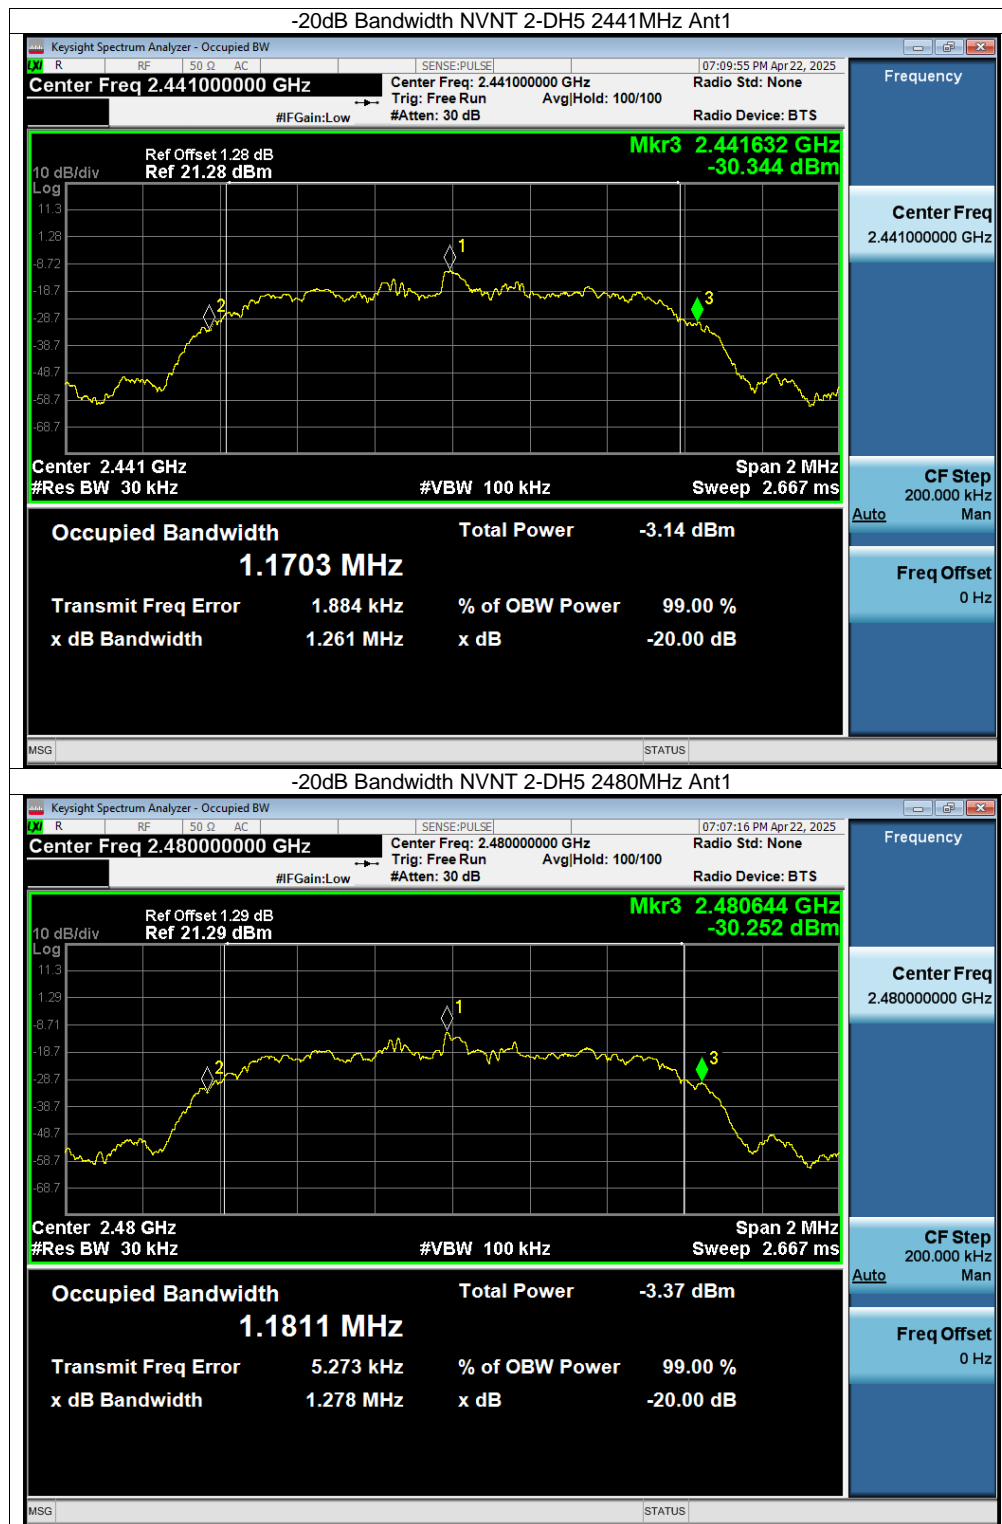 -20dB Bandwidth NVNT 2-DH5 2441MHz Ant1
Keysight Spectrum Analyzer - Occupied BW
LXI R RF 50 Ω AC SENSE:PULSE 07:09:55 PM Apr 22, 2025
Center Freq 2.441000000 GHz
Center Freq: 2.441000000 GHz Radio Std: None
Trig: Free Run Avg|Hold: 100/100
#IFGain:Low #Atten: 30 dB Radio Device: BTS
Frequency
Mkr3 2.441632 GHz
-30.344 dBm
Ref Offset 1.28 dB
10 dB/div Ref 21.28 dBm
Log
11.3
1.28
-8.72
-18.7
-28.7
-38.7
-48.7
-58.7
-68.7
1
2
3
Center 2.441 GHz Span 2 MHz
#Res BW 30 kHz #VBW 100 kHz Sweep 2.667 ms
Center Freq
2.441000000 GHz
CF Step
200.000 kHz
Auto Man
Freq Offset
0 Hz
Occupied Bandwidth Total Power -3.14 dBm
1.1703 MHz
Transmit Freq Error 1.884 kHz % of OBW Power 99.00 %
x dB Bandwidth 1.261 MHz x dB -20.00 dB
MSG STATUS
-20dB Bandwidth NVNT 2-DH5 2480MHz Ant1
Keysight Spectrum Analyzer - Occupied BW
LXI R RF 50 Ω AC SENSE:PULSE 07:07:16 PM Apr 22, 2025
Center Freq 2.480000000 GHz
Center Freq: 2.480000000 GHz Radio Std: None
Trig: Free Run Avg|Hold: 100/100
#IFGain:Low #Atten: 30 dB Radio Device: BTS
Frequency
Mkr3 2.480644 GHz
-30.252 dBm
Ref Offset 1.29 dB
10 dB/div Ref 21.29 dBm
Log
11.3
1.29
-8.71
-18.7
-28.7
-38.7
-48.7
-58.7
-68.7
1
2
3
Center 2.48 GHz Span 2 MHz
#Res BW 30 kHz #VBW 100 kHz Sweep 2.667 ms
Center Freq
2.480000000 GHz
CF Step
200.000 kHz
Auto Man
Freq Offset
0 Hz
Occupied Bandwidth Total Power -3.37 dBm
1.1811 MHz
Transmit Freq Error 5.273 kHz % of OBW Power 99.00 %
x dB Bandwidth 1.278 MHz x dB -20.00 dB
MSG STATUS